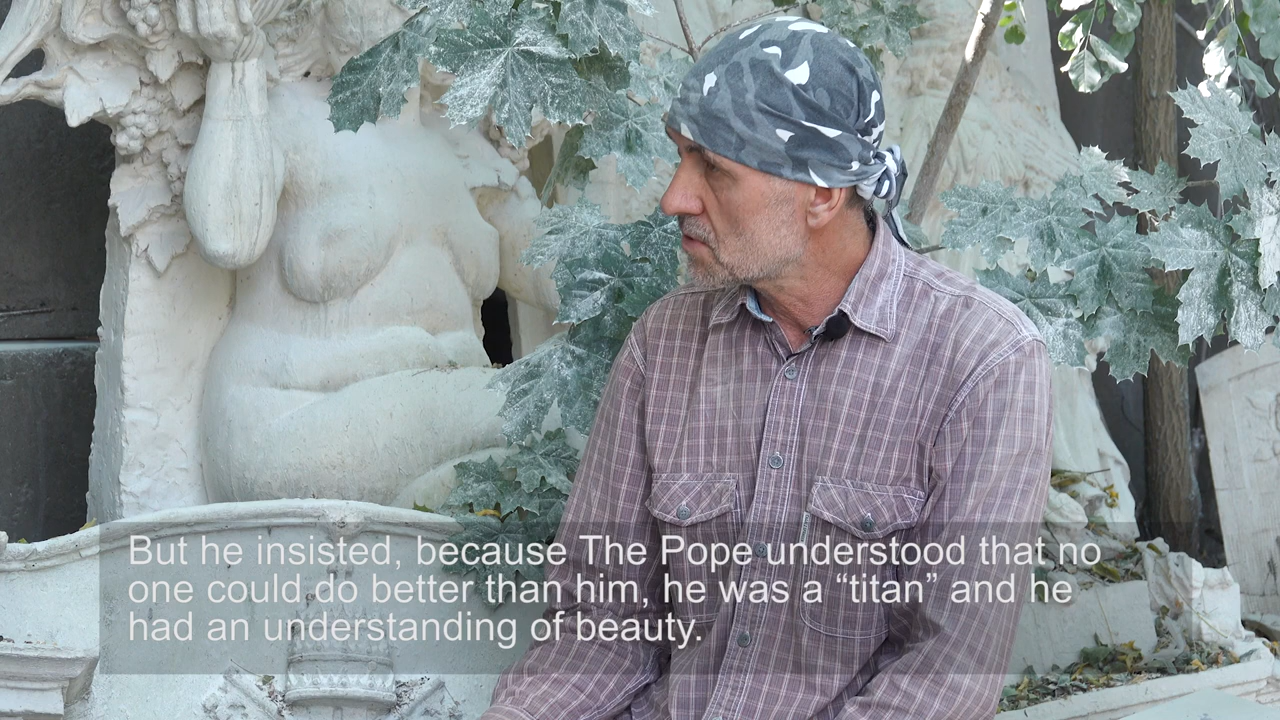 But he insisted, because The Pope understood that no
one could do better than him, he was a “titan” and he
had an understanding of beauty.